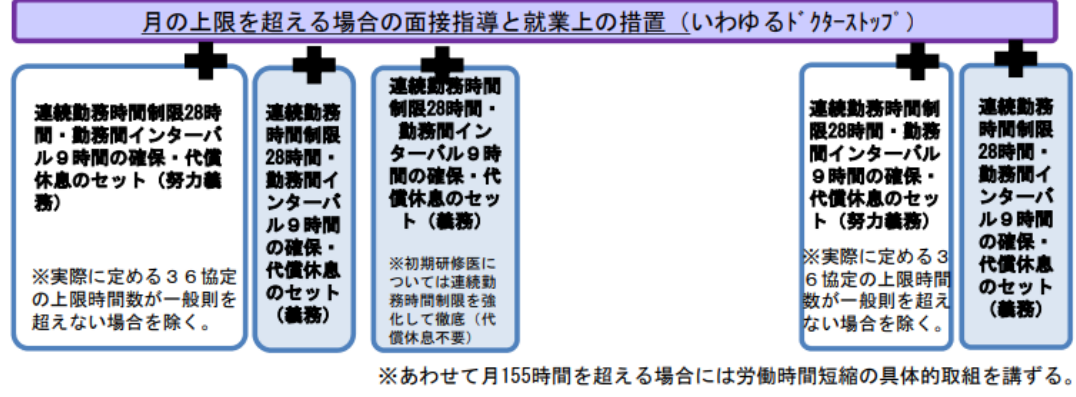 月の上限を超える場合の面接指導と就業上の措置（いわゆるﾄﾞｸﾀｰｽﾄｯﾌﾟ）
連続勤務時間制限28時
間・勤務間インターバ
ル９時間の確保・代償
休息のセット（努力義
務）
※実際に定める３６協定
の上限時間数が一般則を
超えない場合を除く。
連続勤務
時間制限
28時間・
勤務間イ
ンターバ
ル９時間
の確保・
代償休息
のセット
（義務）
連続勤務時間
制限28時間・
勤務間イン
ターバル９時
間の確保・代
償休息のセッ
ト（義務）
※初期研修医に
ついては連続勤
務時間制限を強
化して徹底（代
償休息不要）
連続勤務時間制
限28時間・勤務
間インターバル
９時間の確保・
代償休息のセッ
ト（努力義務）
※実際に定める３
６協定の上限時間
数が一般則を超え
ない場合を除く。
連続勤務
時間制限
28時間・
勤務間イ
ンターバ
ル９時間
の確保・
代償休息
のセット
（義務）
※あわせて月155時間を超える場合には労働時間短縮の具体的取組を講ずる。